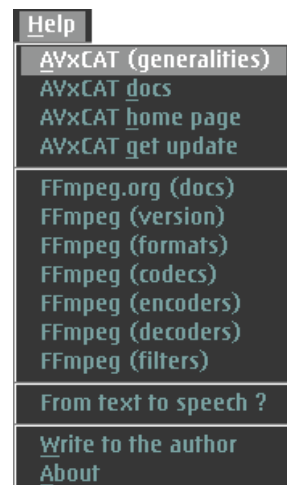 Help
AVxCAT (generalities)
AVxCAT docs
AVxCAT home page
AVxCAT get update
FFmpeg.org (docs)
FFmpeg (version)
FFmpeg (formats)
FFmpeg (codecs)
FFmpeg (encoders)
FFmpeg (decoders)
FFmpeg (filters)
From text to speech ?
Write to the author
About